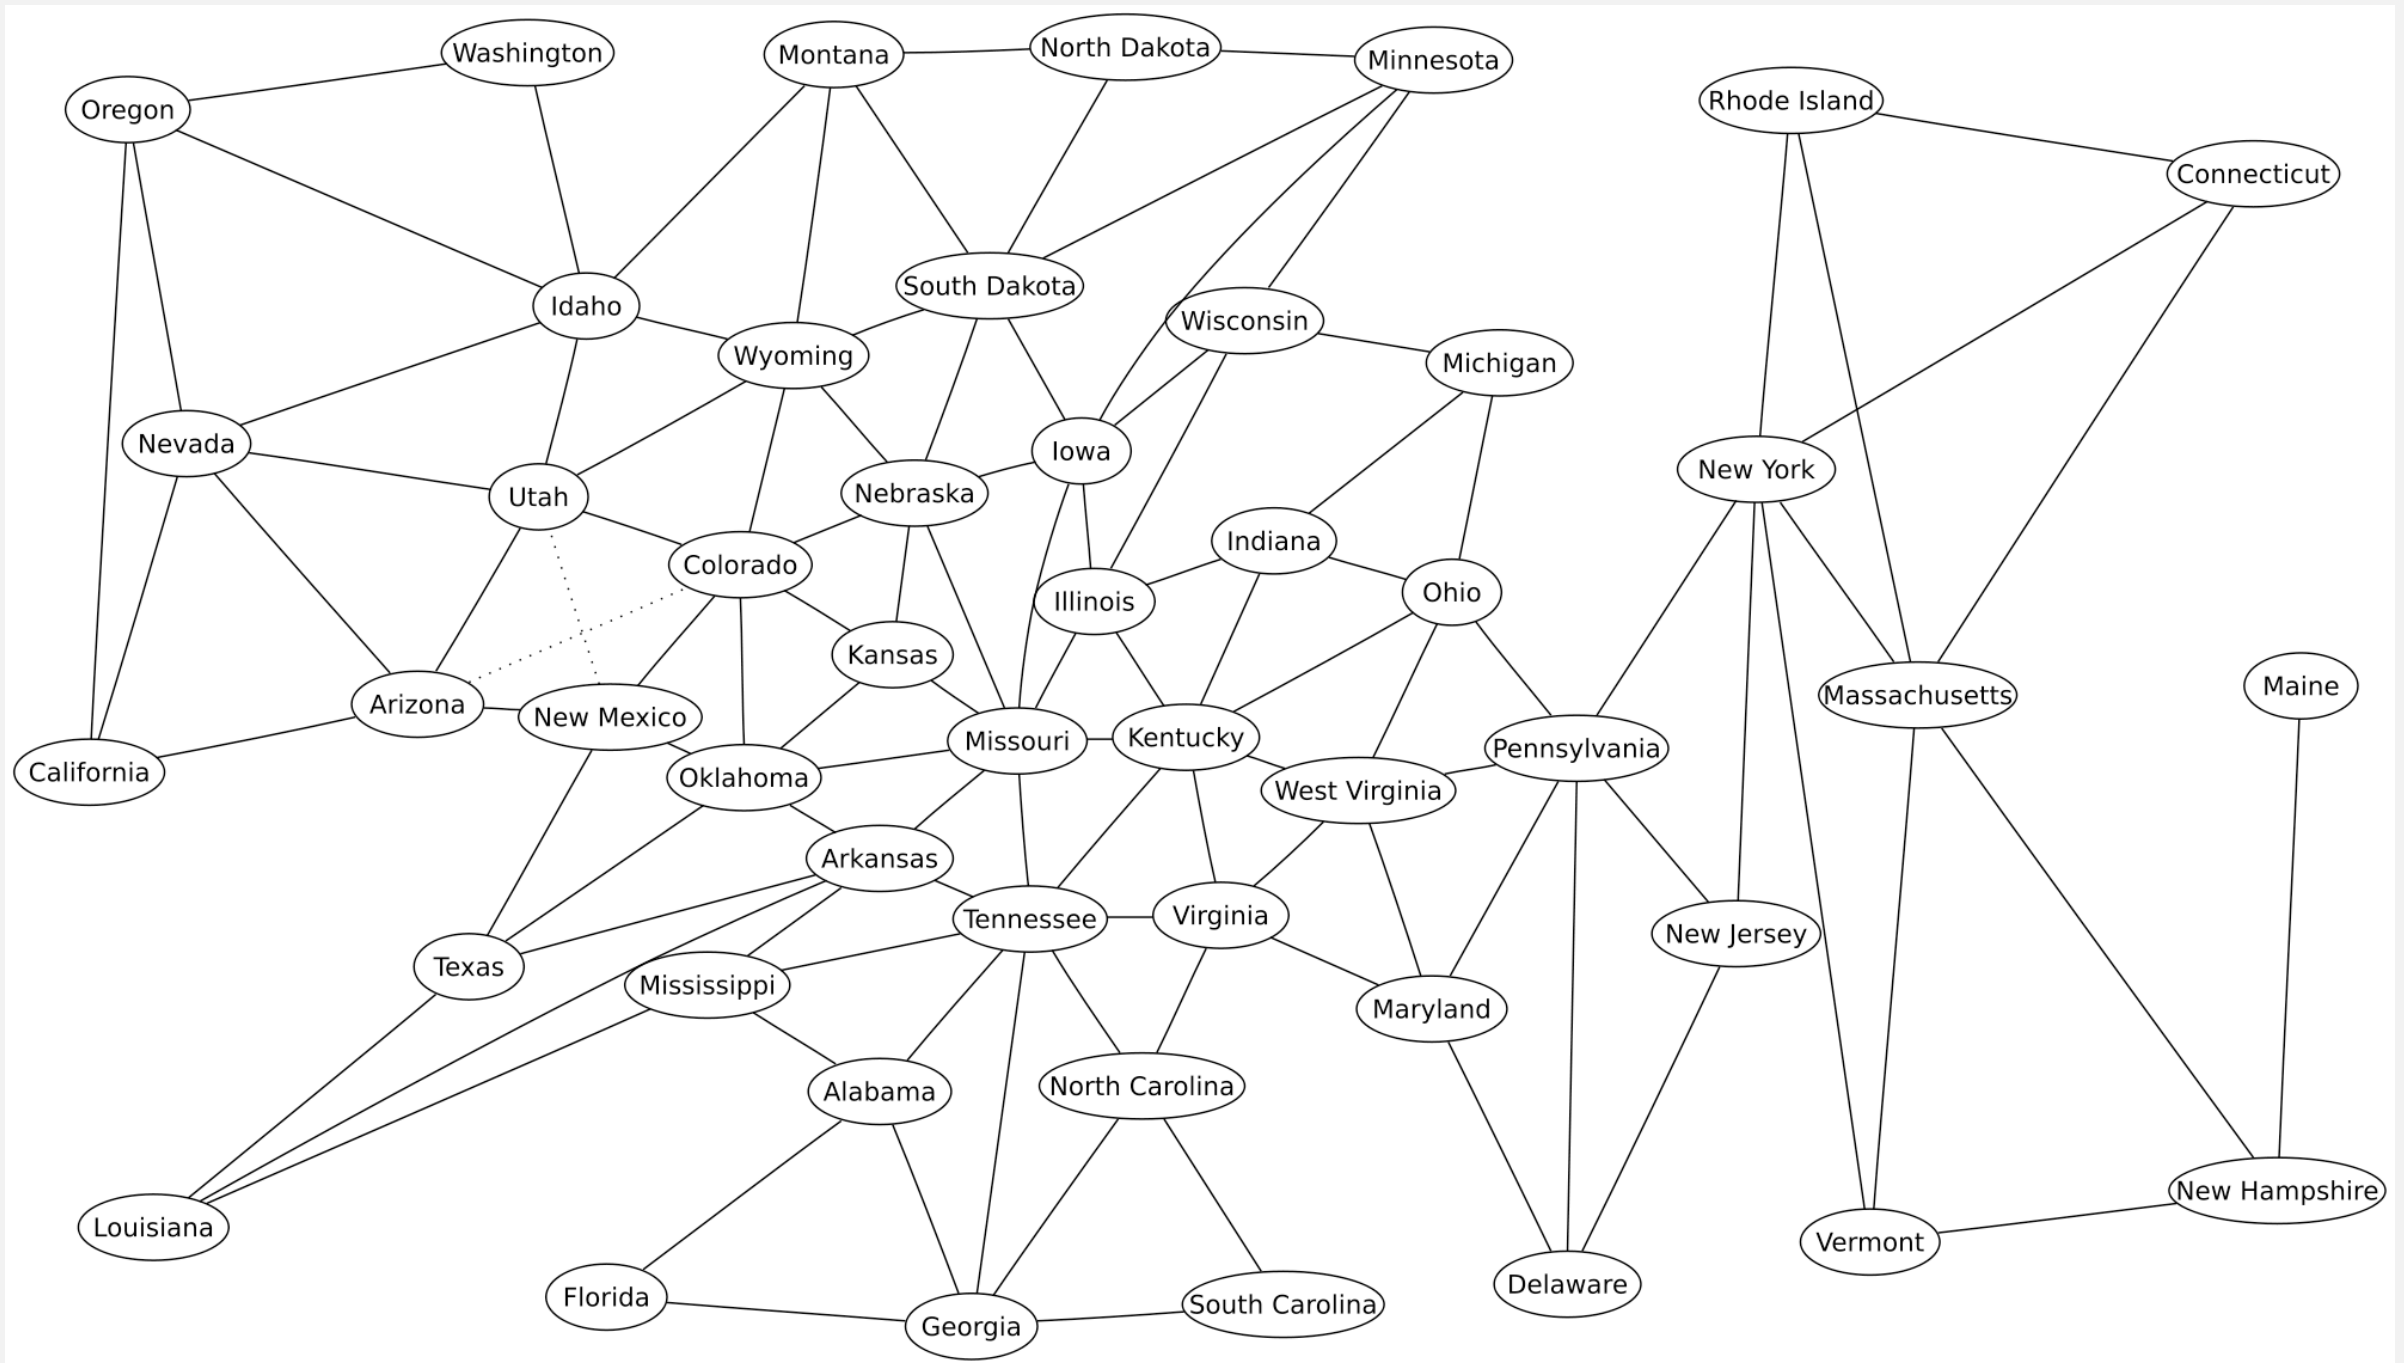 Washington
Montana
North Dakota
Minnesota
Oregon
Rhode Island
Connecticut
Idaho
South Dakota
Wisconsin
Wyoming
Michigan
Nevada
Iowa
New York
Utah
Nebraska
Indiana
Colorado
Ohio
Illinois
Kansas
Maine
Massachusetts
Arizona
New Mexico
Missouri
Kentucky
Pennsylvania
California
Oklahoma
West Virginia
Arkansas
Tennessee
Virginia
New Jersey
Texas
Mississippi
Maryland
Alabama
North Carolina
New Hampshire
Louisiana
Vermont
Florida
South Carolina
Delaware
Georgia